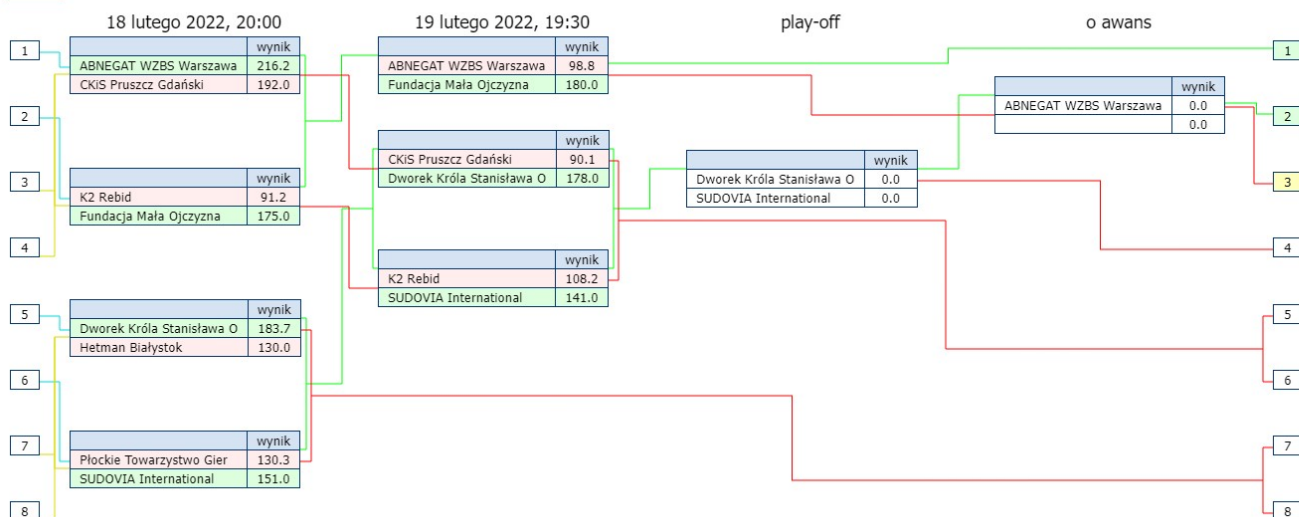 18 lutego 2022, 20:00
19 lutego 2022, 19:30
play-off
o awans
1
2
3
4
5
6
7
8
wynik
ABNEGAT WZBS Warszawa 216.2
CKiS Pruszcz Gdański 192.0
wynik
K2 Rebid 91.2
Fundacja Mała Ojczyzna 175.0
wynik
Dworek Króla Stanisława O 183.7
Hetman Białystok 130.0
wynik
Płockie Towarzystwo Gier 130.3
SUDOVIA International 151.0
wynik
ABNEGAT WZBS Warszawa 98.8
Fundacja Mała Ojczyzna 180.0
wynik
CKiS Pruszcz Gdański 90.1
Dworek Króla Stanisława O 178.0
wynik
K2 Rebid 108.2
SUDOVIA International 141.0
wynik
Dworek Króla Stanisława O 0.0
SUDOVIA International 0.0
wynik
ABNEGAT WZBS Warszawa 0.0
0.0
1
2
3
4
5
6
7
8